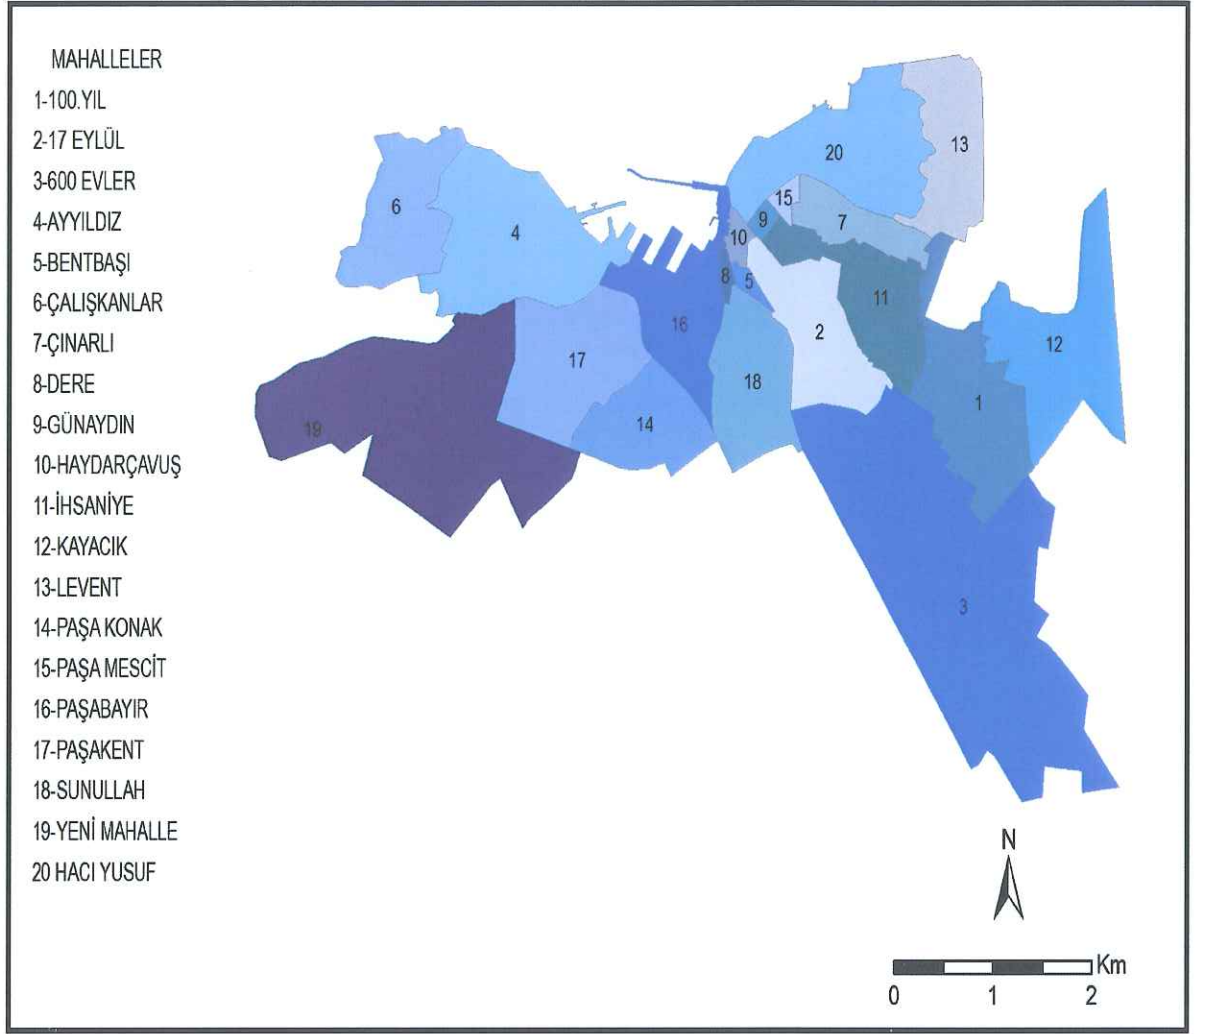 MAHALLELER
1-100.YIL
2-17 EYLÜL
3-600 EVLER
4-AYYILDIZ
5-BENTBAŞI
6-ÇALIŞKANLAR
7-ÇINARLI
8-DERE
9-GÜNAYDIN
10-HAYDARÇAVUŞ
11-İHSANİYE
12-KAYACIK
13-LEVENT
14-PAŞA KONAK
15-PAŞA MESCİT
16-PAŞABAYIR
17-PAŞAKENT
18-SUNULLAH
19-YENİ MAHALLE
20 HACI YUSUF
13
20
15
6
7
9
4
10
8
5
11
16
2
12
17
18
1
14
19
3
N
Km
0 1 2